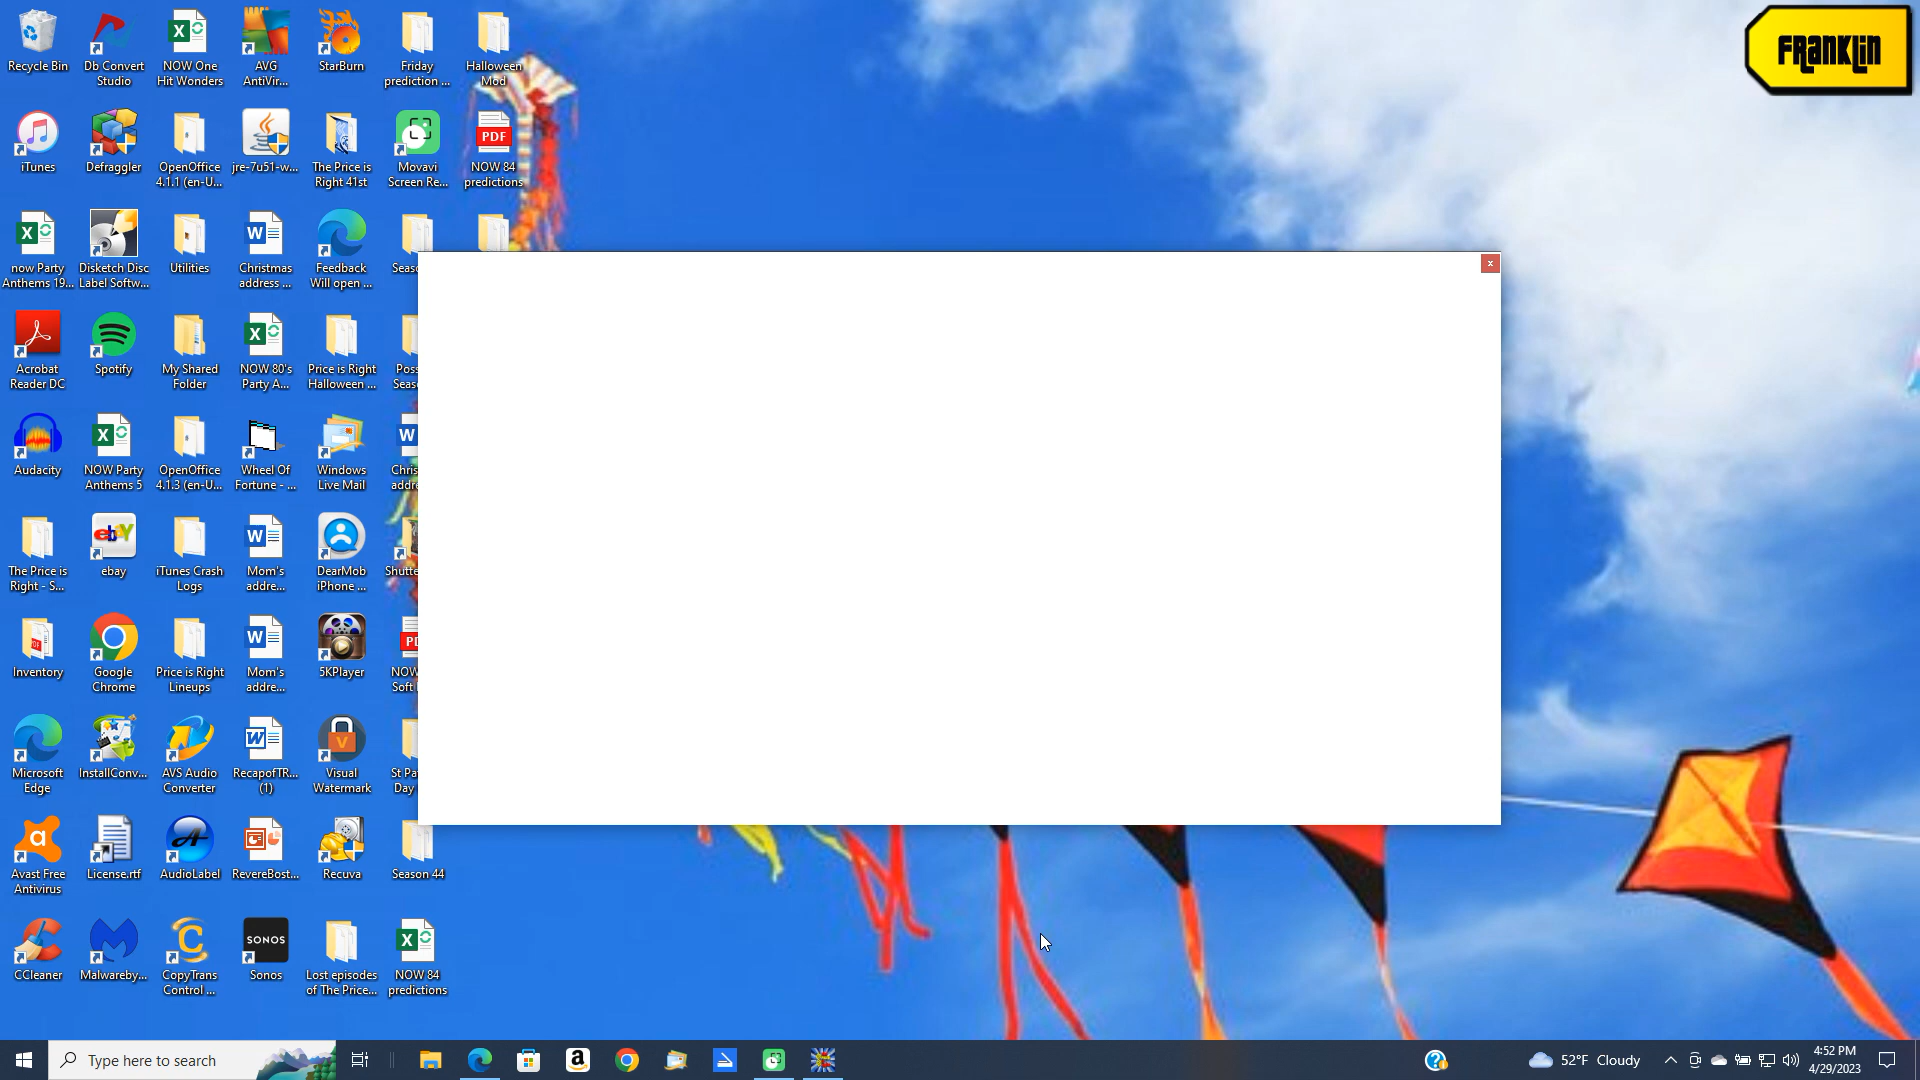 FRANKLIN
Recycle Bin
Db Convert
Studio
NOW One
Hit Wonders
AVG
AntiVir...
StarBurn
Friday
prediction ...
Halloween
Mod
iTunes
Defraggler
OpenOffice
4.1.1 (en-U...
jre-7u51-w...
The Price is
Right 41st
Movavi
Screen Re...
PDF
NOW 84
predictions
now Party
Anthems 19...
Disketch Disc
Label Softw...
Utilities
Christmas
address ...
Feedback
Will open ...
Seaso
Acrobat
Reader DC
Spotify
My Shared
Folder
NOW 80's
Party A...
Price is Right
Halloween ...
Poss
Seaso
Audacity
NOW Party
Anthems 5
OpenOffice
4.1.3 (en-U...
Wheel Of
Fortune - ...
Windows
Live Mail
Chris
addre
The Price is
Right - S...
ebay
ebay
iTunes Crash
Logs
Mom's
addre...
DearMob
iPhone ...
Shutte
Inventory
Google
Chrome
Price is Right
Lineups
Mom's
addre...
5KPlayer
NOW
Soft
Microsoft
Edge
InstallConv...
AVS Audio
Converter
RecapofTR...
(1)
Visual
Watermark
St Pa
Day
Avast Free
Antivirus
License.rtf
AudioLabel
RevereBost...
Recuva
Season 44
CCleaner
Malwareby...
CopyTrans
Control ...
SONOS
Sonos
Lost episodes
of The Price...
NOW 84
predictions
Type here to search
52°F Cloudy
4:52 PM
4/29/2023